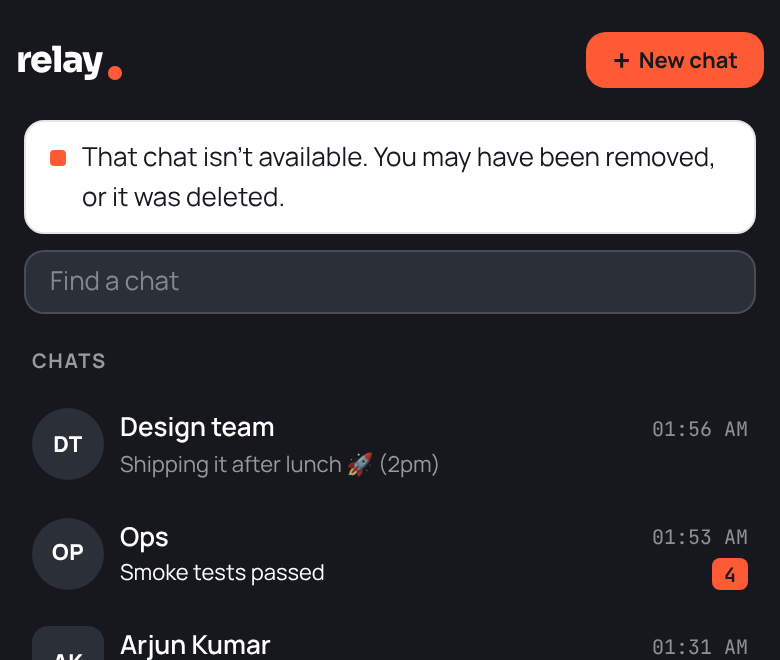 relay
+ New chat
That chat isn't available. You may have been removed,
or it was deleted.
Find a chat
CHATS
DT
Design team
01:56 AM
Shipping it after lunch 🚀 (2pm)
OP
Ops
01:53 AM
Smoke tests passed
4
AK
Arjun Kumar
01:31 AM